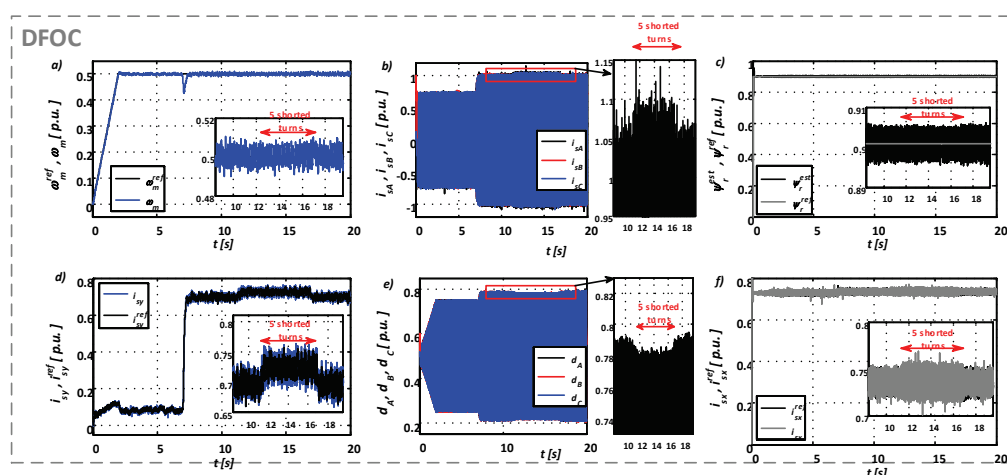 DFOC
a)
ω_m^ref, ω_m [ p.u. ]
0.5
0.4
0.3
0.2
0.1
0
0 5 10 15 20
t [s]
ω_m^ref
ω_m
5 shorted
turns
0.52
0.5
0.48
10 12 14 16 18
b)
i_sA, i_sB, i_sC [ p.u. ]
1
0.5
0
-0.5
-1
0 5 10 15 20
t [s]
i_sA
i_sB
i_sC
5 shorted
turns
1.15
1.10
1.05
1.00
0.95
10 12 14 16 18
c)
ψ_r^est, ψ_r^ref [ p.u. ]
1
0.8
0.6
0.4
0.2
0
0 5 10 15 20
t [s]
ψ_r^est
ψ_r^ref
5 shorted
turns
0.91
0.9
0.89
10 12 14 16 18
d)
i_sy, i_sy^ref [ p.u. ]
0.8
0.6
0.4
0.2
0
0 5 10 15 20
t [s]
i_sy
i_sy^ref
5 shorted
turns
0.8
0.75
0.7
0.65
10 12 14 16 18
e)
d_A, d_B, d_C [ p.u. ]
0.8
0.6
0.4
0.2
0 5 10 15 20
t [s]
d_A
d_B
d_C
5 shorted
turns
0.82
0.8
0.78
0.76
0.74
10 12 14 16 18
f)
i_sx, i_sx^ref [ p.u. ]
0.8
0.6
0.4
0.2
0
0 5 10 15 20
t [s]
i_sx^ref
i_sx
5 shorted
turns
0.8
0.75
0.7
10 12 14 16 18